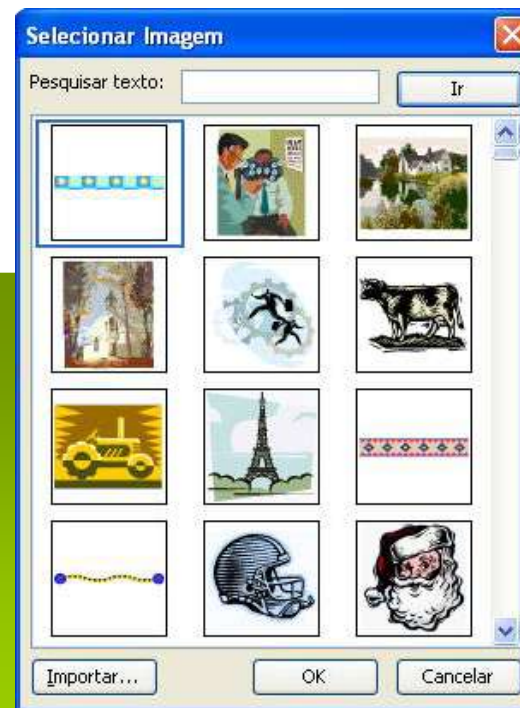 Selecionar Imagem
Pesquisar texto:
Ir
Importar...
OK
Cancelar